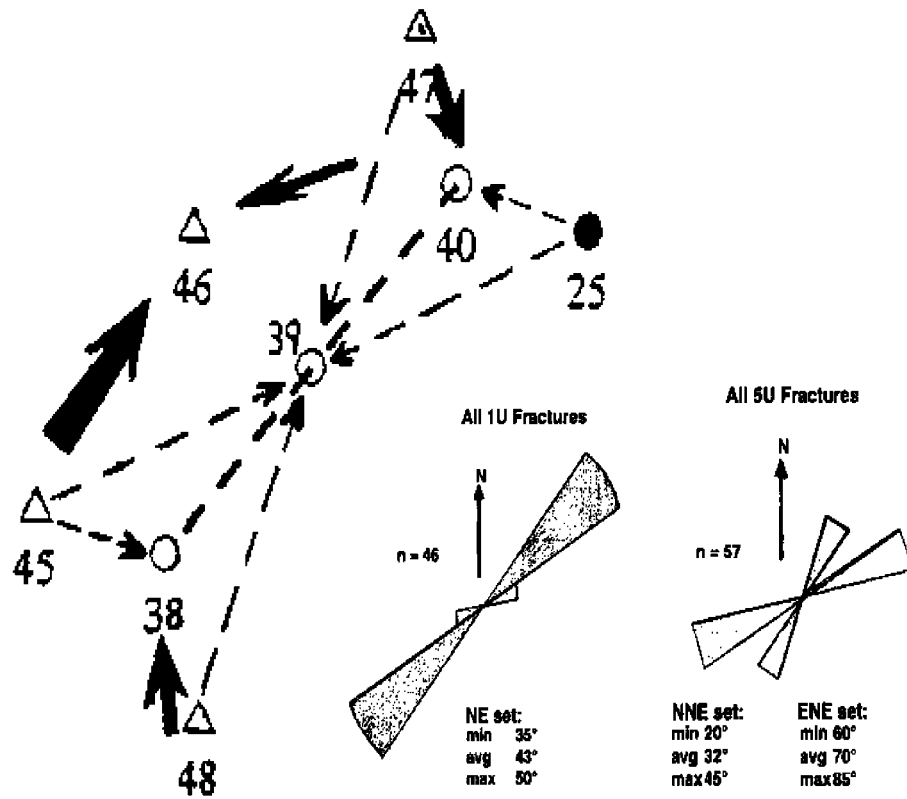 47
40
46
25
39
45
38
48
All 1U Fractures
N
n = 46
NE set:
min 35°
avg 43°
max 50°
All 5U Fractures
N
n = 57
NNE set:
min 20°
avg 32°
max 45°
ENE set:
min 60°
avg 70°
max 85°